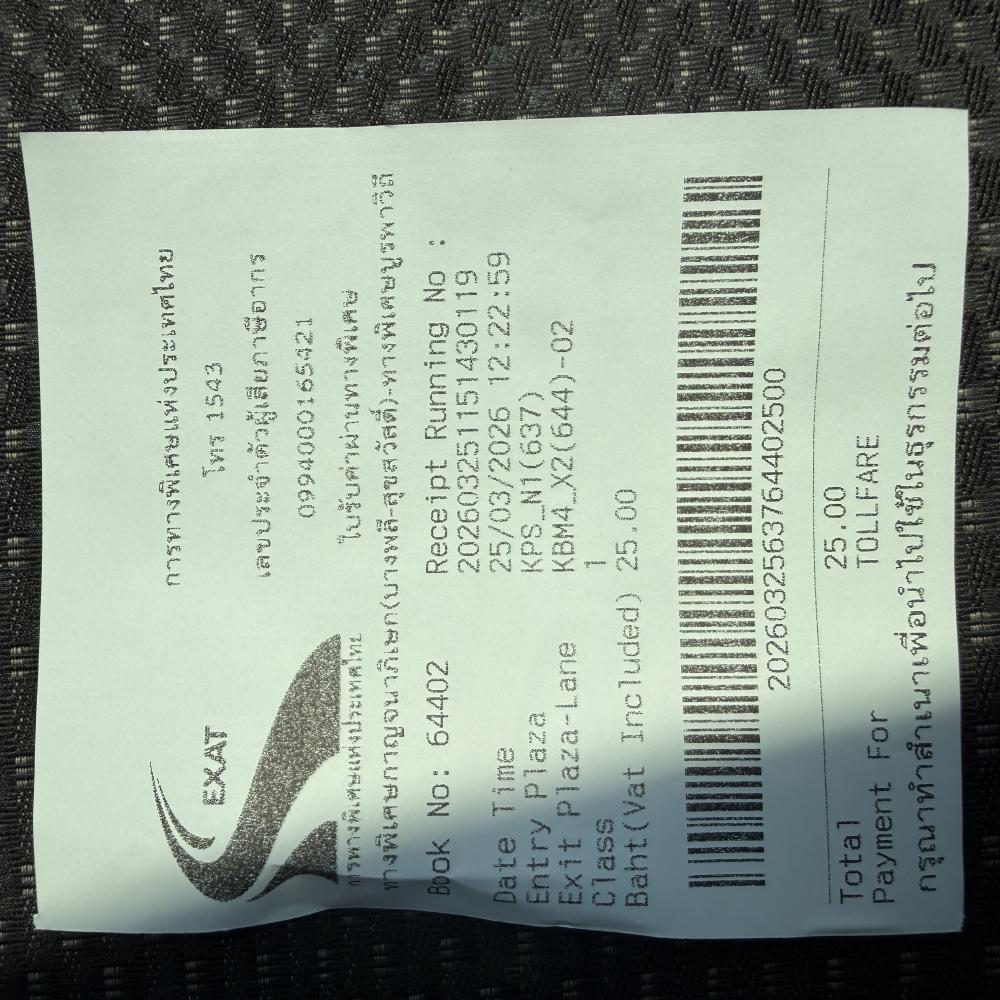 EXAT
การทางพิเศษแห่งประเทศไทย
การทางพิเศษแห่งประเทศไทย
โทร 1543
เลขประจำตัวผู้เสียภาษีอากร
0994000165421
ใบรับค่าผ่านทางพิเศษ
ทางพิเศษกาญจนาภิเษก(บางพลี-สุขสวัสดิ์)-ทางพิเศษบูรพาวิถี
Book No: 64402 Receipt Running No :
2026032511514301​19
Date Time 25/03/2026 12:22:59
Entry Plaza KPS_N1(637)
Exit Plaza-Lane KBM4_X2(644)-02
Class 1
Baht(Vat Included) 25.00
2026032563764402500
Total 25.00
Payment For TOLLFARE
กรุณาทำสำเนาเพื่อนำไปใช้ในธุรกรรมต่อไป